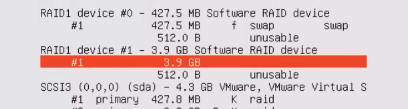 RAID1 device #0 - 427.5 MB Software RAID device
#1 427.5 MB f swap swap
512.0 B unusable
RAID1 device #1 - 3.9 GB Software RAID device
#1 3.9 GB
512.0 B unusable
SCSI3 (0,0,0) (sda) - 4.3 GB VMware, VMware Virtual S
#1 primary 427.8 MB K raid